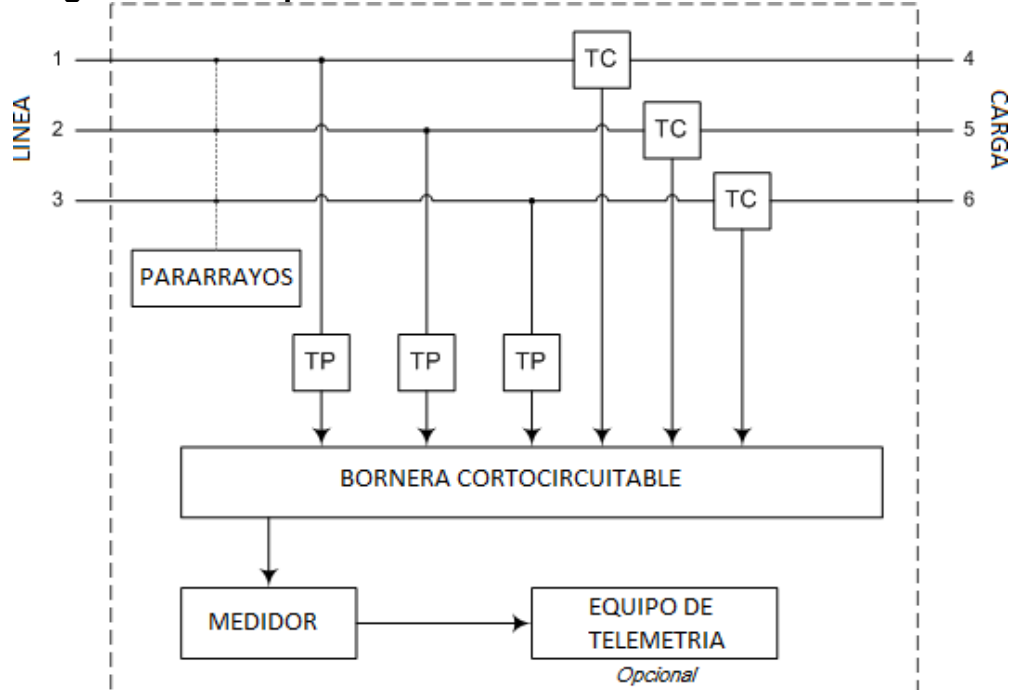 1
TC
4
LINEA
CARGA
2
TC
5
3
TC
6
PARARRAYOS
TP
TP
TP
BORNERA CORTOCIRCUITABLE
MEDIDOR
EQUIPO DE
TELEMETRIA
Opcional